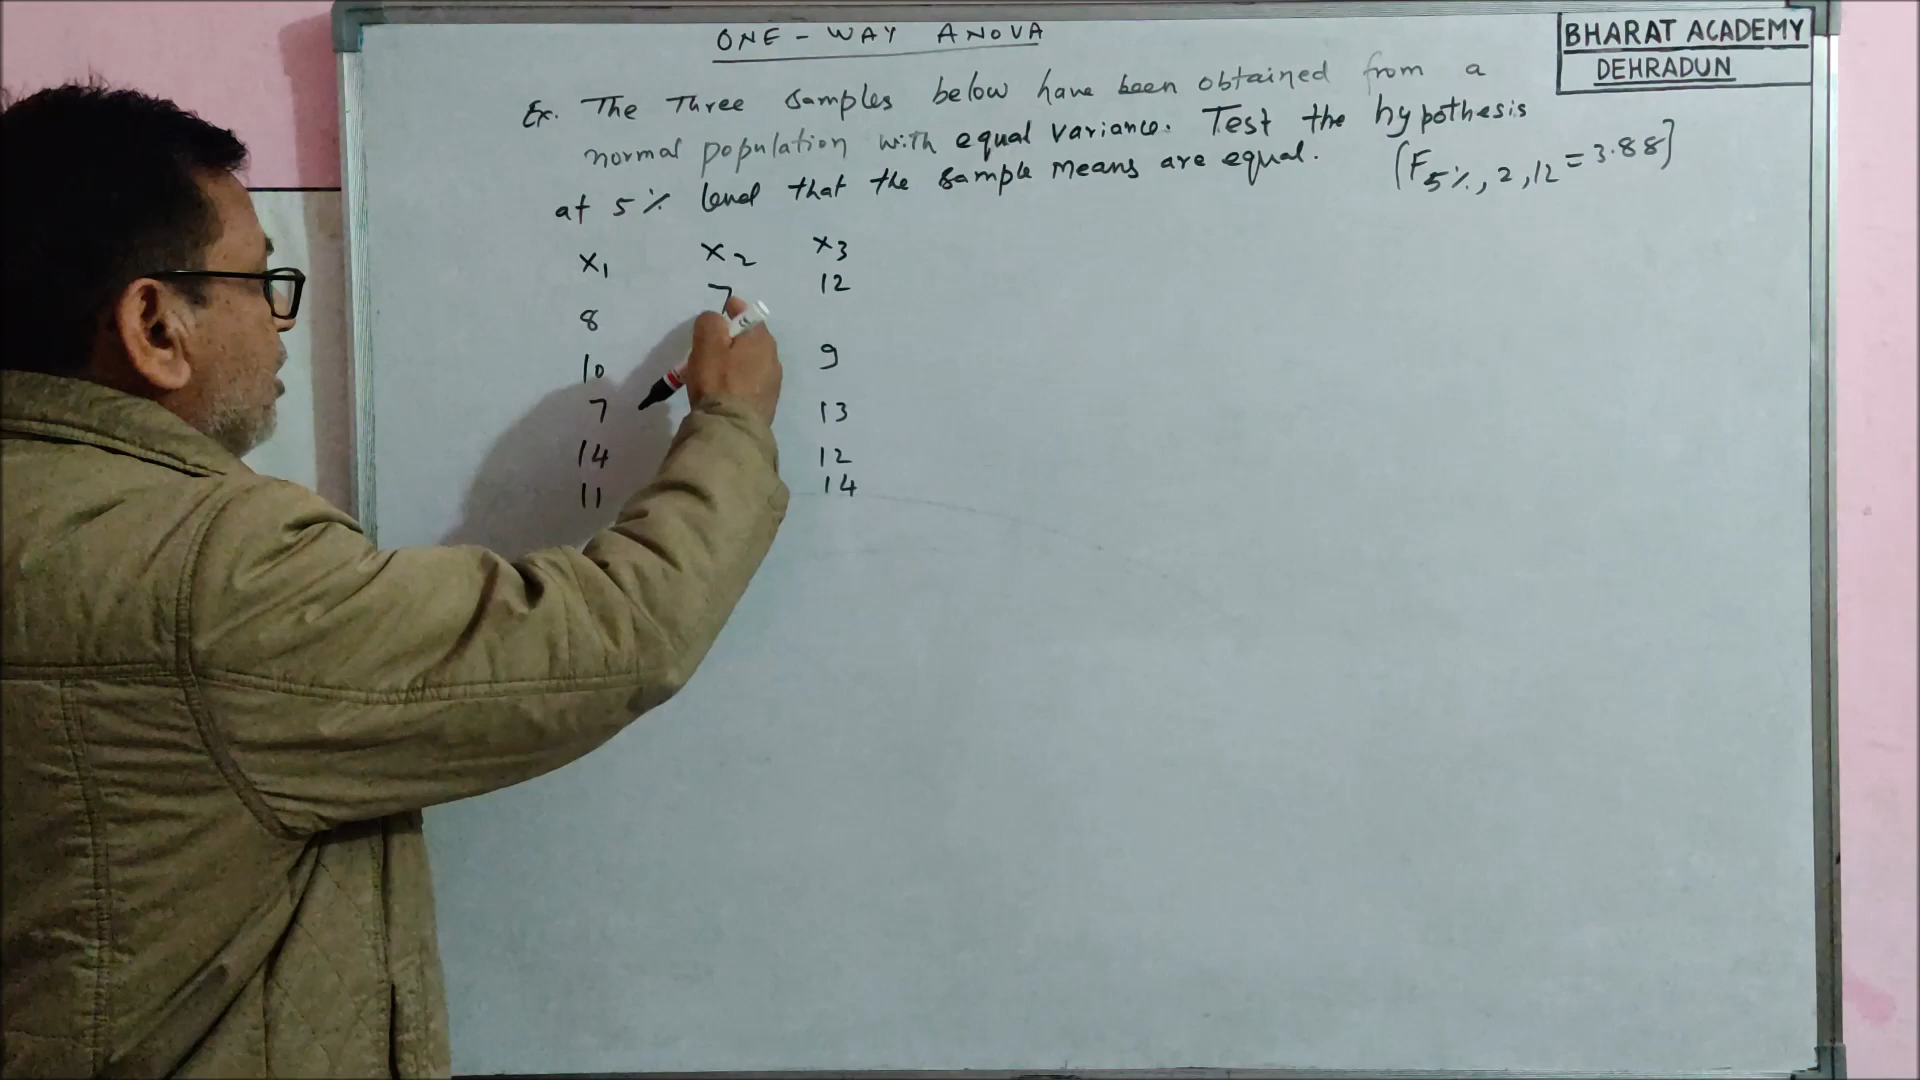 ONE-WAY ANOVA
BHARAT ACADEMY
DEHRADUN
Ex. The Three samples below have been obtained from a
normal population with equal variance. Test the hypothesis
at 5% level that the sample means are equal. (F5%, 2, 12 = 3.88]
X1 X2 X3
8 7 12
10 9
7 13
14 12
11 14